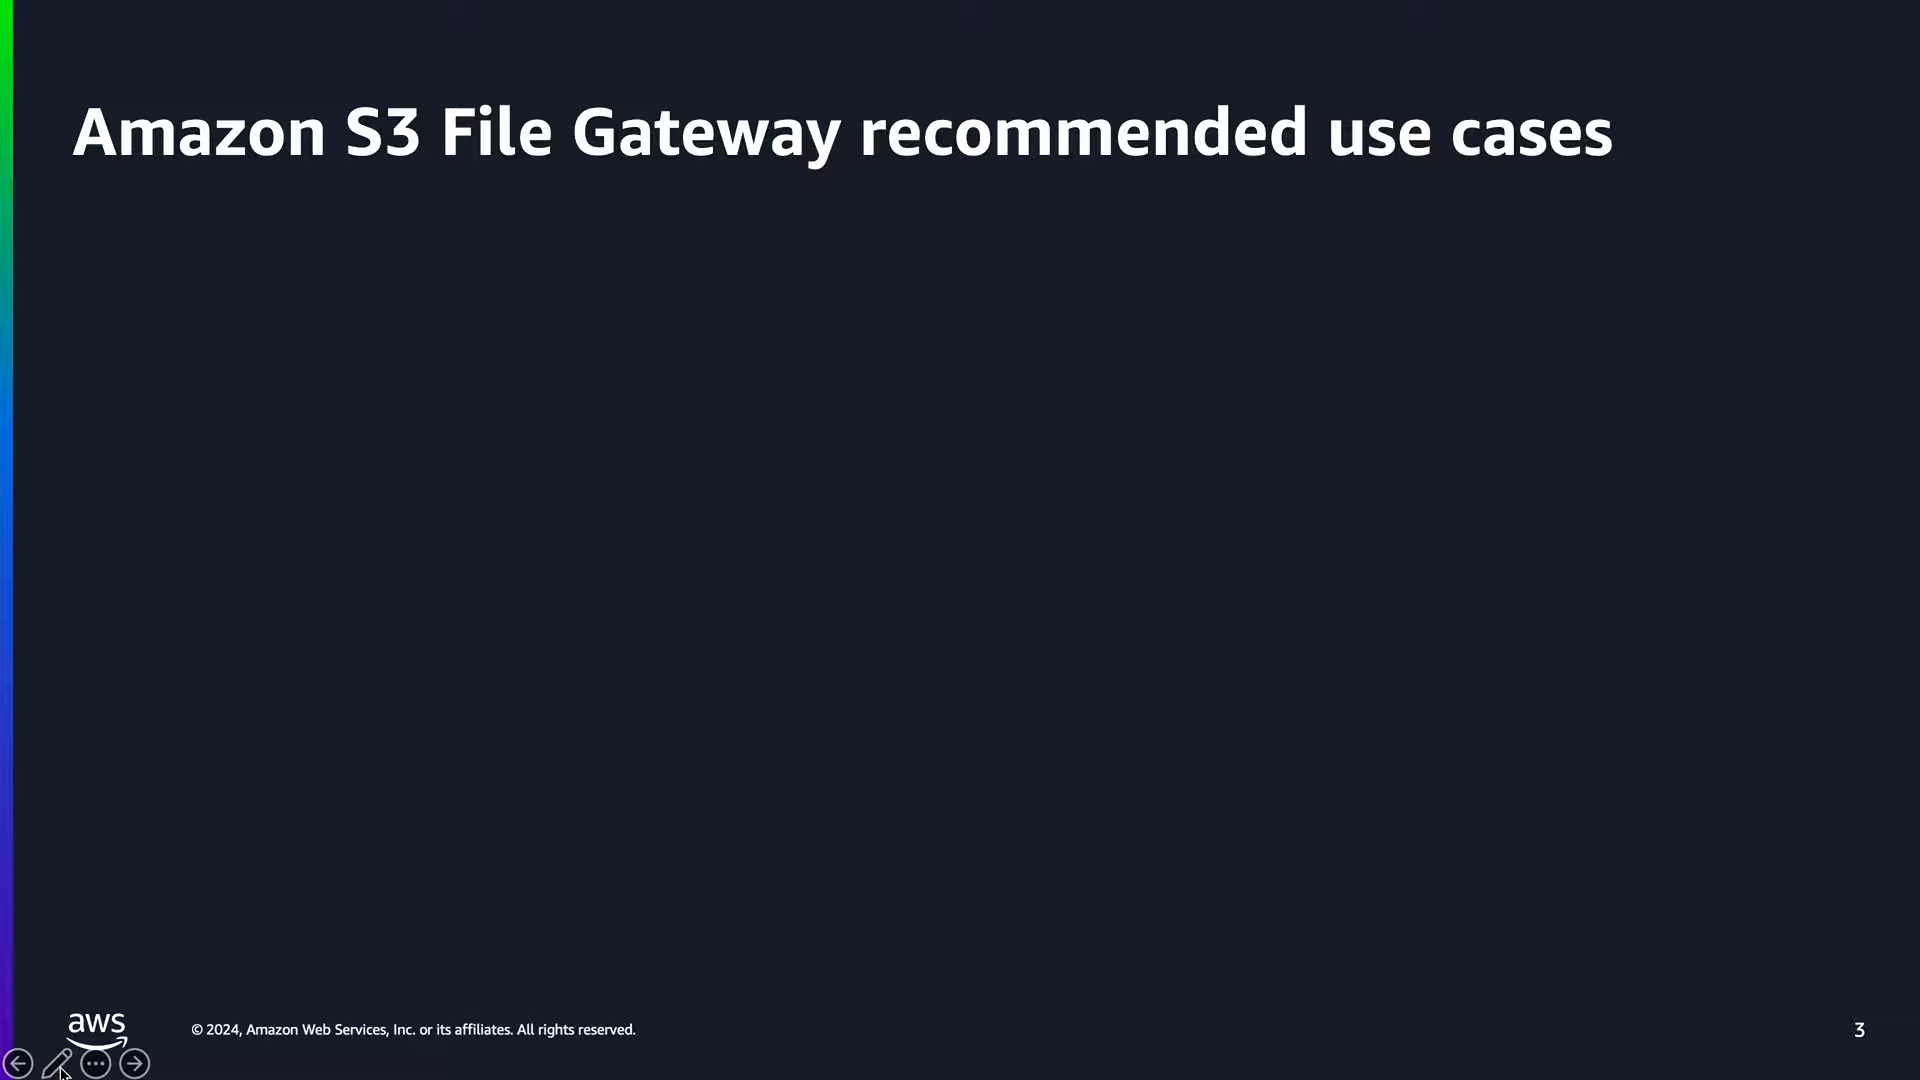 Amazon S3 File Gateway recommended use cases
aws
© 2024, Amazon Web Services, Inc. or its affiliates. All rights reserved.
3